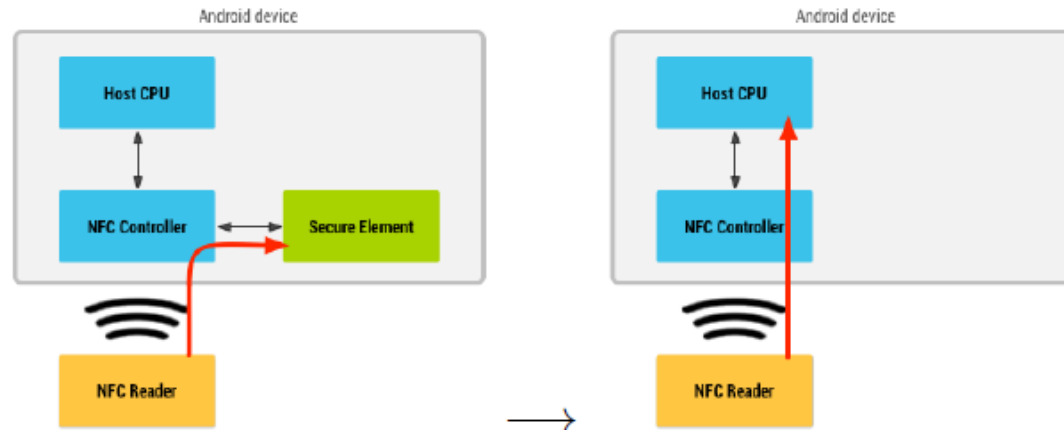 Android device
Host CPU
NFC Controller
Secure Element
NFC Reader
Android device
Host CPU
NFC Controller
NFC Reader